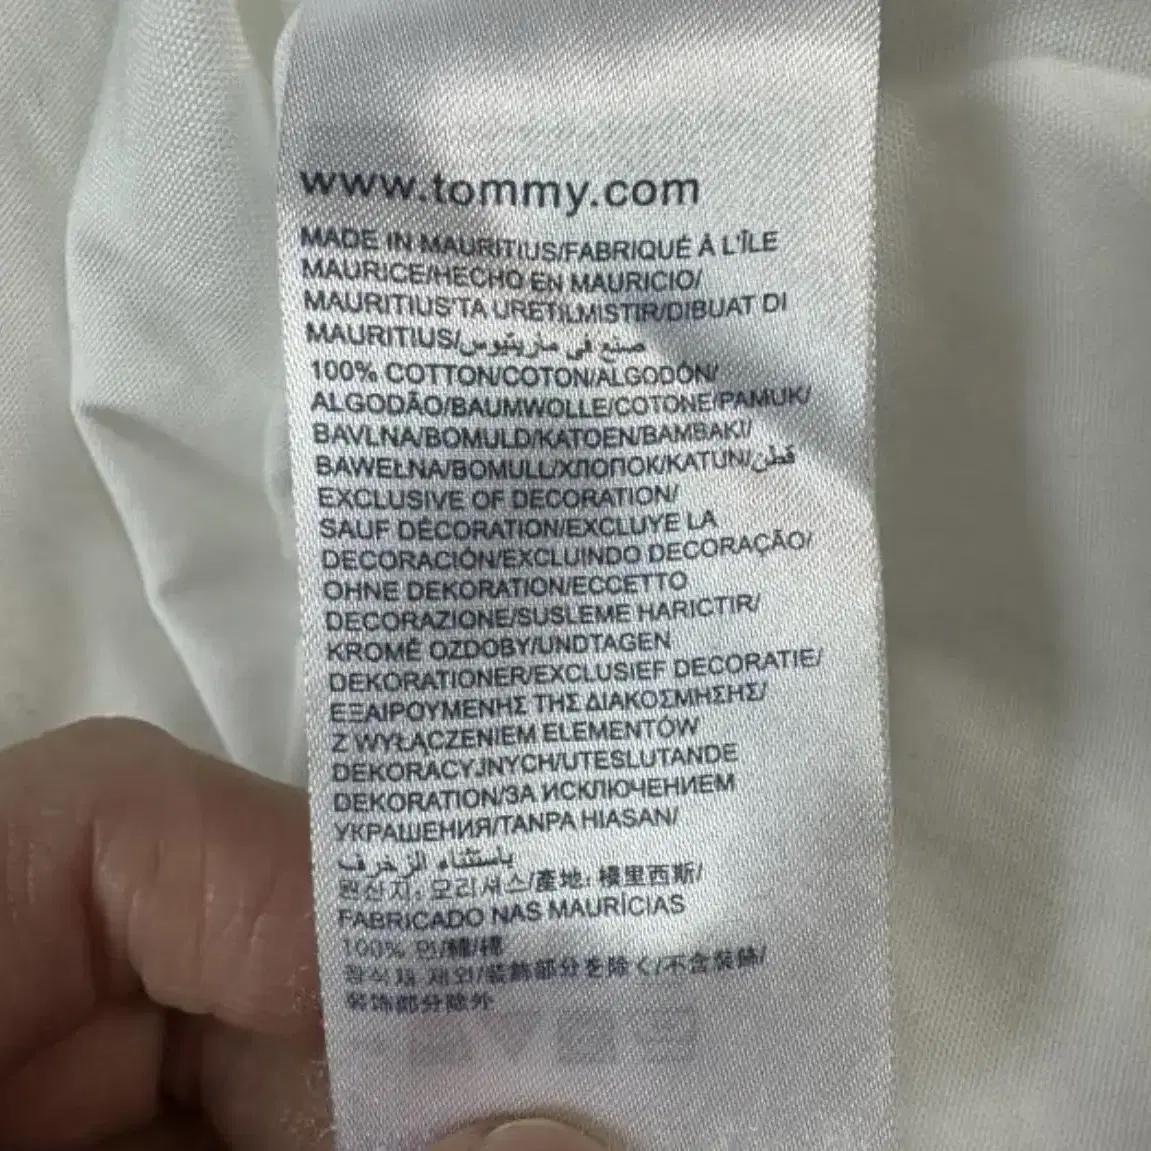 www.tommy.com
MADE IN MAURITIUS/FABRIQUÉ À L'ÎLE
MAURICE/HECHO EN MAURICIO/
MAURITIUS'TA URETILMISTIR/DIBUAT DI
MAURITIUS/صنع في ماريتيوس
100% COTTON/COTON/ALGODÓN/
ALGODÃO/BAUMWOLLE/COTONE/PAMUK/
BAVLNA/BOMULD/KATOEN/BAMBAKI/
BAWEŁNA/BOMULL/ХЛОПОК/KATUN/قطن
EXCLUSIVE OF DECORATION/
SAUF DÉCORATION/EXCLUYE LA
DECORACIÓN/EXCLUINDO DECORAÇÃO/
OHNE DEKORATION/ECCETTO
DECORAZIONE/SUSLEME HARICTIR/
KROMĚ OZDOBY/UNDTAGEN
DEKORATIONER/EXCLUSIEF DECORATIE/
ΕΞΑΙΡΟΥΜΕΝΗΣ ΤΗΣ ΔΙΑΚΟΣΜΗΣΗΣ/
Z WYŁĄCZENIEM ELEMENTÓW
DEKORACYJNYCH/UTESLUTANDE
DEKORATION/ЗА ИСКЛЮЧЕНИЕМ
УКРАШЕНИЯ/TANPA HIASAN/
باستثناء الزخرف
원산지: 모리셔스/產地: 模里西斯/
FABRICADO NAS MAURÍCIAS
100% 면/綿/棉
장식재 제외/装飾部分を除く/不含裝飾/
装饰部分除外